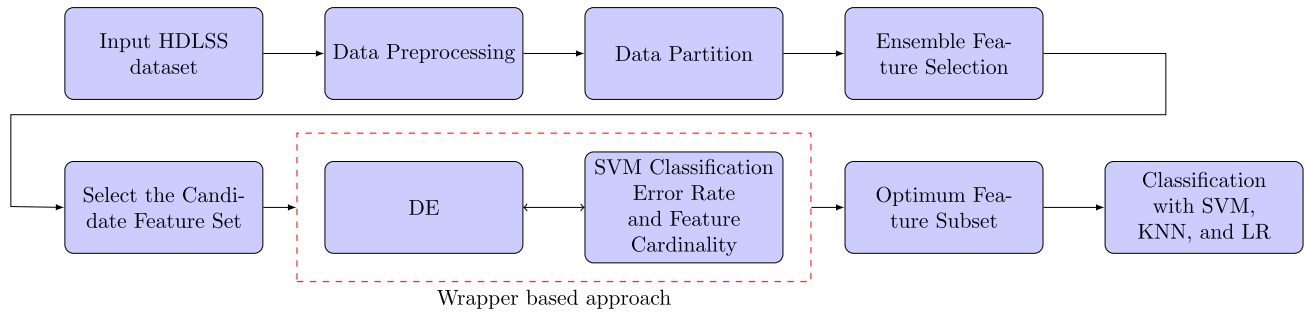 Input HDLSS
dataset
Data Preprocessing
Data Partition
Ensemble Fea-
ture Selection
Select the Candi-
date Feature Set
DE
SVM Classification
Error Rate
and Feature
Cardinality
Optimum Fea-
ture Subset
Classification
with SVM,
KNN, and LR
Wrapper based approach